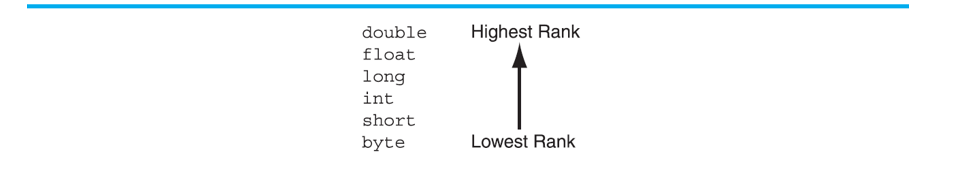 double Highest Rank
float
long
int
short
byte Lowest Rank